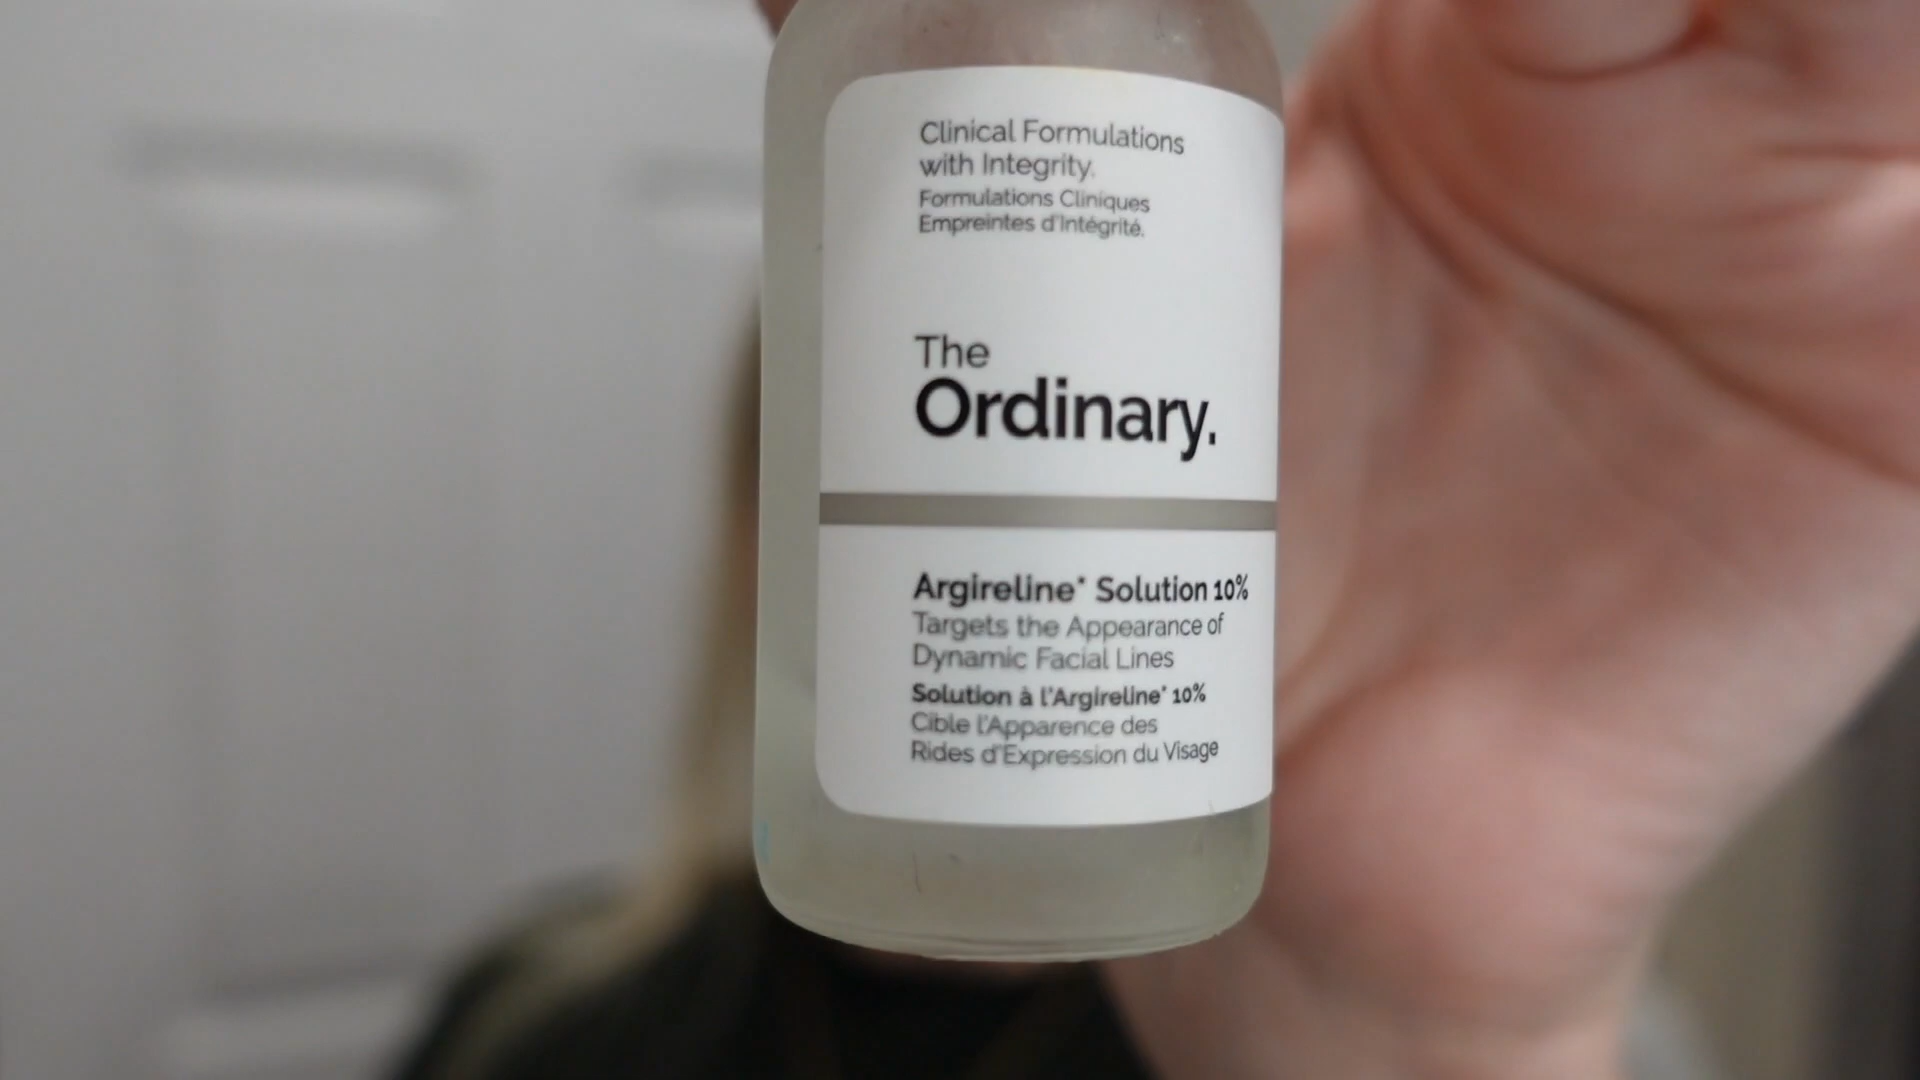 Clinical Formulations
with Integrity.
Formulations Cliniques
Empreintes d'Intégrité.
The
Ordinary.
Argireline* Solution 10%
Targets the Appearance of
Dynamic Facial Lines
Solution à l'Argireline* 10%
Cible l'Apparence des
Rides d'Expression du Visage